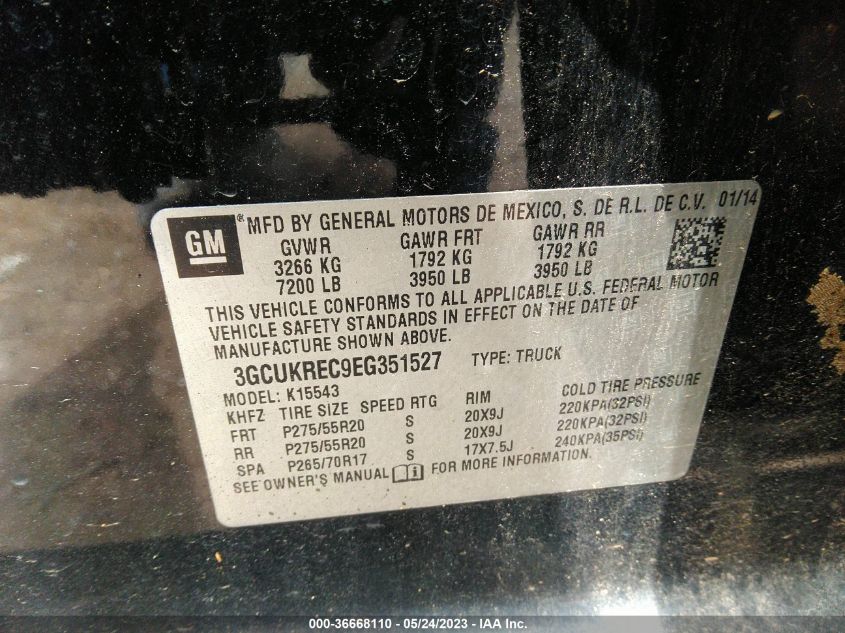 GM ® MFD BY GENERAL MOTORS DE MEXICO, S. DE R.L. DE C.V. 01/14
GVWR GAWR FRT GAWR RR
3266 KG 1792 KG 1792 KG
7200 LB 3950 LB 3950 LB
THIS VEHICLE CONFORMS TO ALL APPLICABLE U.S. FEDERAL MOTOR
VEHICLE SAFETY STANDARDS IN EFFECT ON THE DATE OF
MANUFACTURE SHOWN ABOVE.
3GCUKREC9EG351527 TYPE: TRUCK
MODEL: K15543
KHFZ TIRE SIZE SPEED RTG RIM COLD TIRE PRESSURE
FRT P275/55R20 S 20X9J 220KPA(32PSI)
RR P275/55R20 S 20X9J 220KPA(32PSI)
SPA P265/70R17 S 17X7.5J 240KPA(35PSI)
SEE OWNER'S MANUAL FOR MORE INFORMATION.
000-36668110 - 05/24/2023 - IAA Inc.